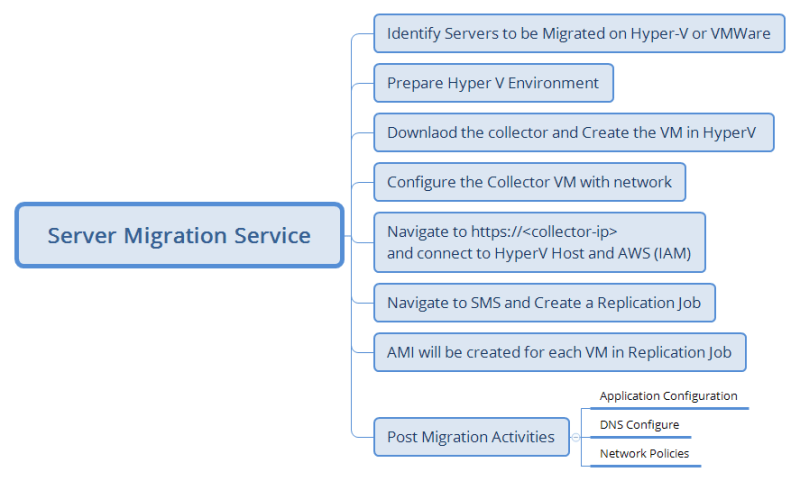 Identify Servers to be Migrated on Hyper-V or VMWare
Prepare Hyper V Environment
Downlaod the collector and Create the VM in HyperV
Configure the Collector VM with network
Server Migration Service
Navigate to https://<collector-ip>
and connect to HyperV Host and AWS (IAM)
Navigate to SMS and Create a Replication Job
AMI will be created for each VM in Replication Job
Post Migration Activities
Application Configuration
DNS Configure
Network Policies